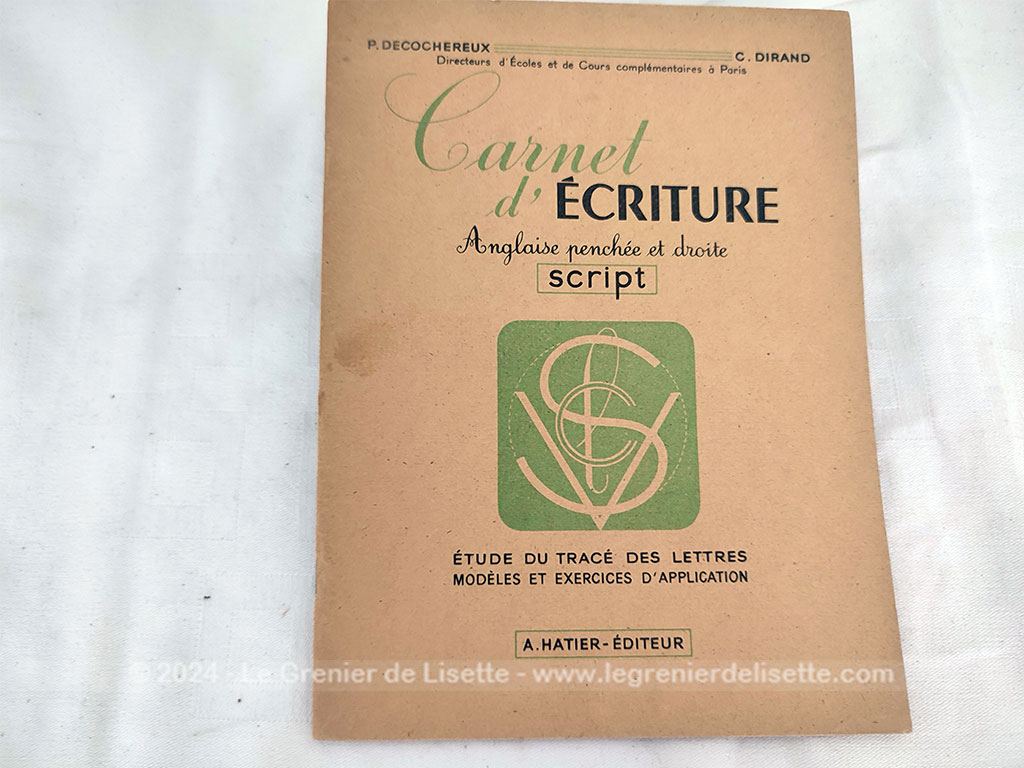 P. DECOCHEREUX C. DIRAND
Directeurs d'Écoles et de Cours complémentaires à Paris
Carnet
d'ÉCRITURE
Anglaise penchée et droite
script
ÉTUDE DU TRACÉ DES LETTRES
MODÈLES ET EXERCICES D'APPLICATION
A. HATIER-ÉDITEUR
© 2024 - Le Grenier de Lisette - www.legrenierdelisette.com